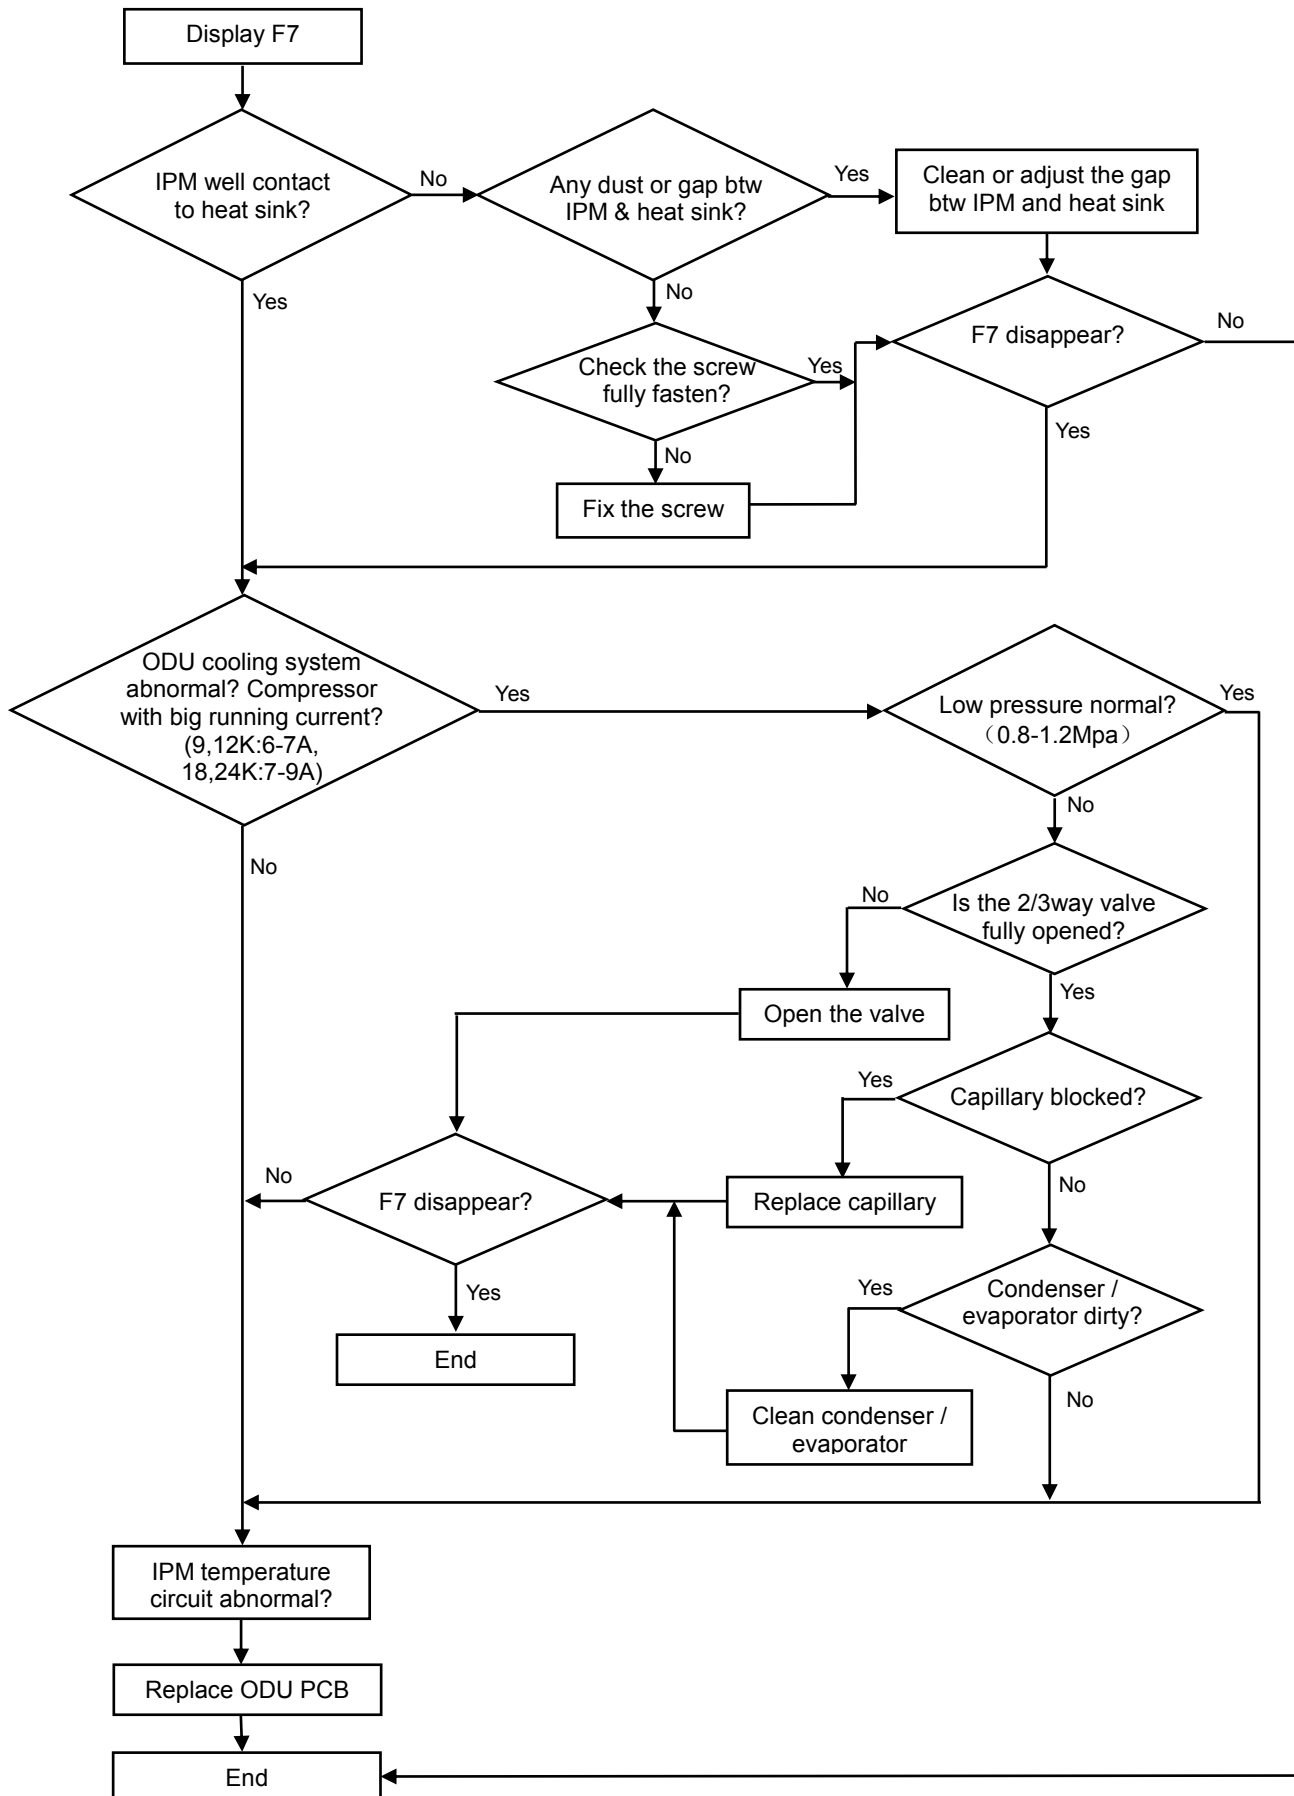 Display F7
IPM well contact
to heat sink?
No
Any dust or gap btw
IPM & heat sink?
Yes
Clean or adjust the gap
btw IPM and heat sink
Yes
No
F7 disappear?
No
Check the screw
fully fasten?
Yes
Yes
No
Fix the screw
ODU cooling system
abnormal? Compressor
with big running current?
(9,12K:6-7A,
18,24K:7-9A)
Yes
Low pressure normal?
（0.8-1.2Mpa）
Yes
No
No
No
Is the 2/3way valve
fully opened?
Yes
Open the valve
Yes
Capillary blocked?
No
F7 disappear?
Replace capillary
No
Yes
Yes
Condenser /
evaporator dirty?
End
No
Clean condenser /
evaporator
IPM temperature
circuit abnormal?
Replace ODU PCB
End